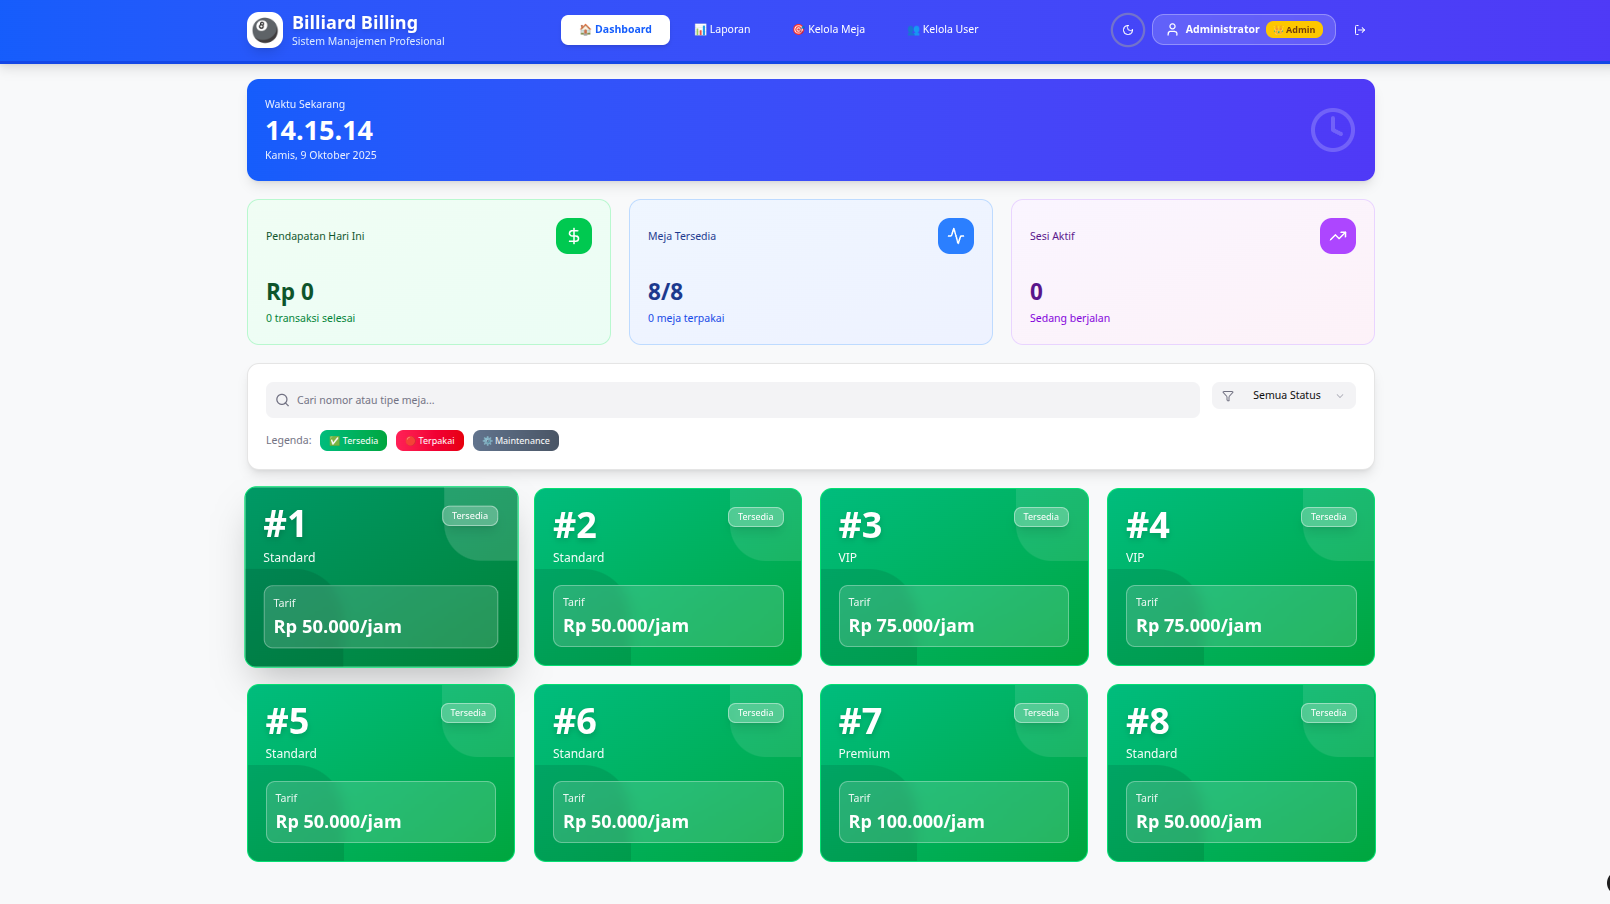 Billiard Billing
Sistem Manajemen Profesional
Dashboard
Laporan
Kelola Meja
Kelola User
Administrator
Admin
Waktu Sekarang
14.15.14
Kamis, 9 Oktober 2025
Pendapatan Hari Ini
Rp 0
0 transaksi selesai
Meja Tersedia
8/8
0 meja terpakai
Sesi Aktif
0
Sedang berjalan
Cari nomor atau tipe meja...
Semua Status
Legenda:
Tersedia
Terpakai
Maintenance
#1
Tersedia
Standard
Tarif
Rp 50.000/jam
#2
Tersedia
Standard
Tarif
Rp 50.000/jam
#3
Tersedia
VIP
Tarif
Rp 75.000/jam
#4
Tersedia
VIP
Tarif
Rp 75.000/jam
#5
Tersedia
Standard
Tarif
Rp 50.000/jam
#6
Tersedia
Standard
Tarif
Rp 50.000/jam
#7
Tersedia
Premium
Tarif
Rp 100.000/jam
#8
Tersedia
Standard
Tarif
Rp 50.000/jam